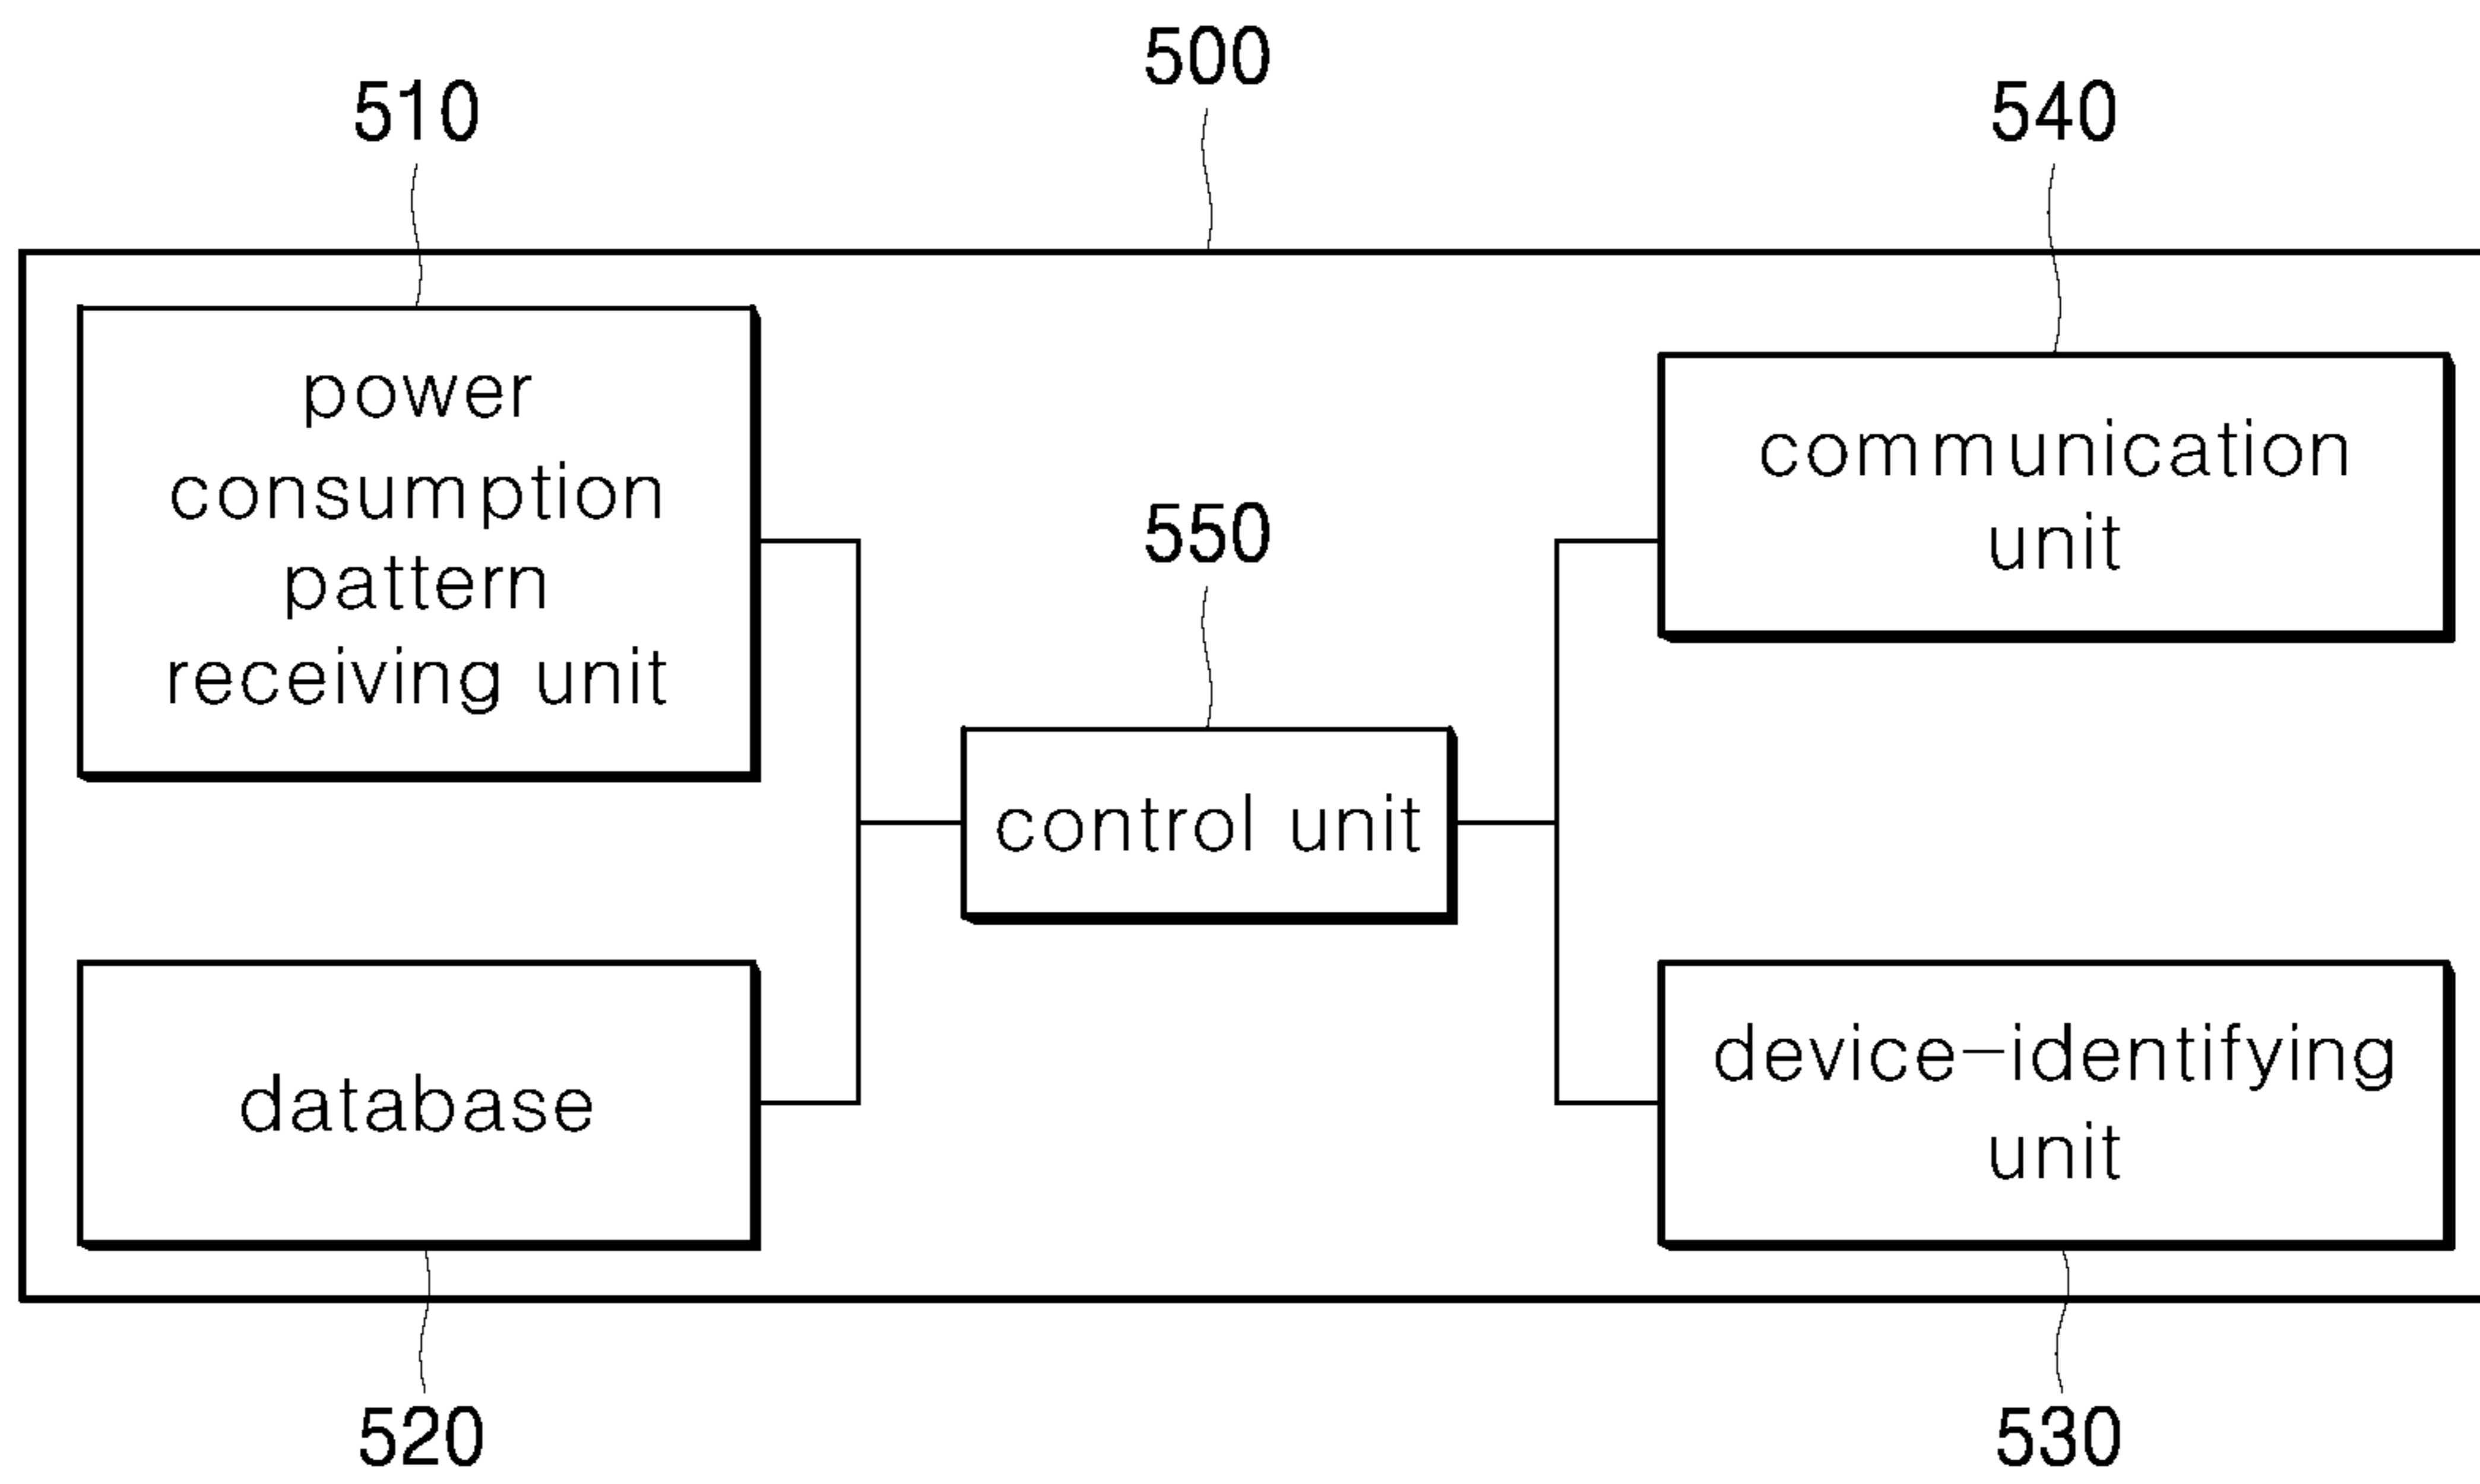 500
510
540
power
consumption
pattern
receiving unit
communication
unit
550
control unit
database
device-identifying
unit
520
530